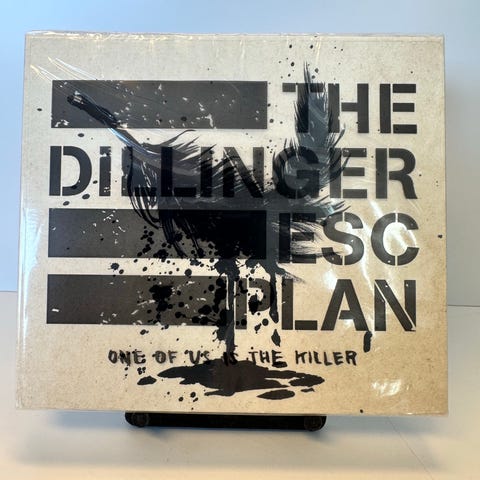 THE
DILLINGER
ESC
PLAN
ONE OF US IS THE KILLER